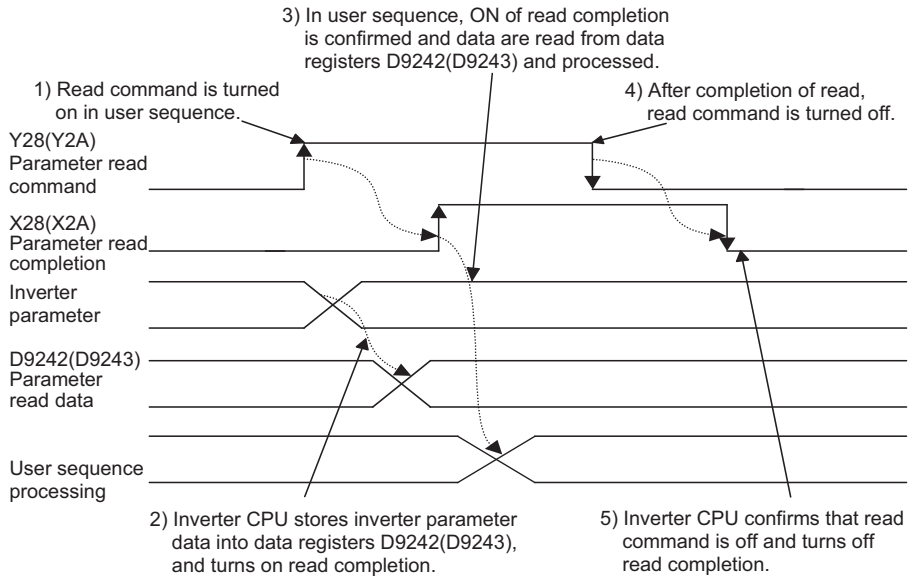 3) In user sequence, ON of read completion
is confirmed and data are read from data
registers D9242(D9243) and processed.
1) Read command is turned
on in user sequence.
4) After completion of read,
read command is turned off.
Y28(Y2A)
Parameter read
command
X28(X2A)
Parameter read
completion
Inverter
parameter
D9242(D9243)
Parameter
read data
User sequence
processing
2) Inverter CPU stores inverter parameter
data into data registers D9242(D9243),
and turns on read completion.
5) Inverter CPU confirms that read
command is off and turns off
read completion.